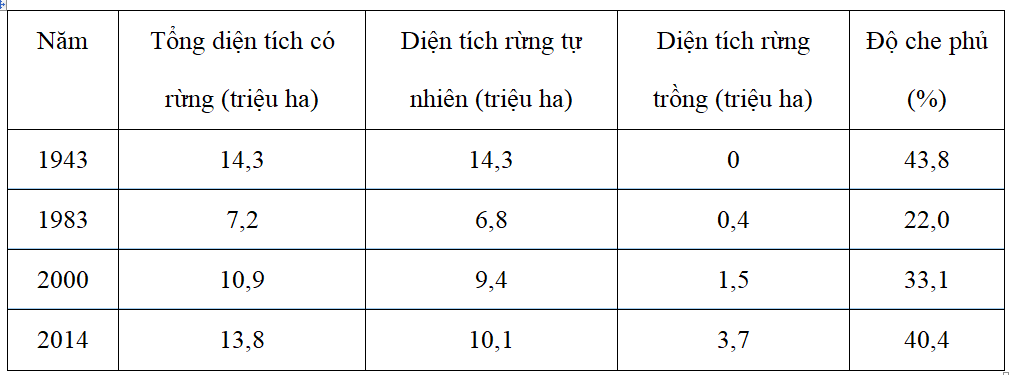 Năm Tổng diện tích có Diện tích rừng tự Diện tích rừng Độ che phủ
rừng (triệu ha) nhiên (triệu ha) trồng (triệu ha) (%)
1943 14,3 14,3 0 43,8
1983 7,2 6,8 0,4 22,0
2000 10,9 9,4 1,5 33,1
2014 13,8 10,1 3,7 40,4